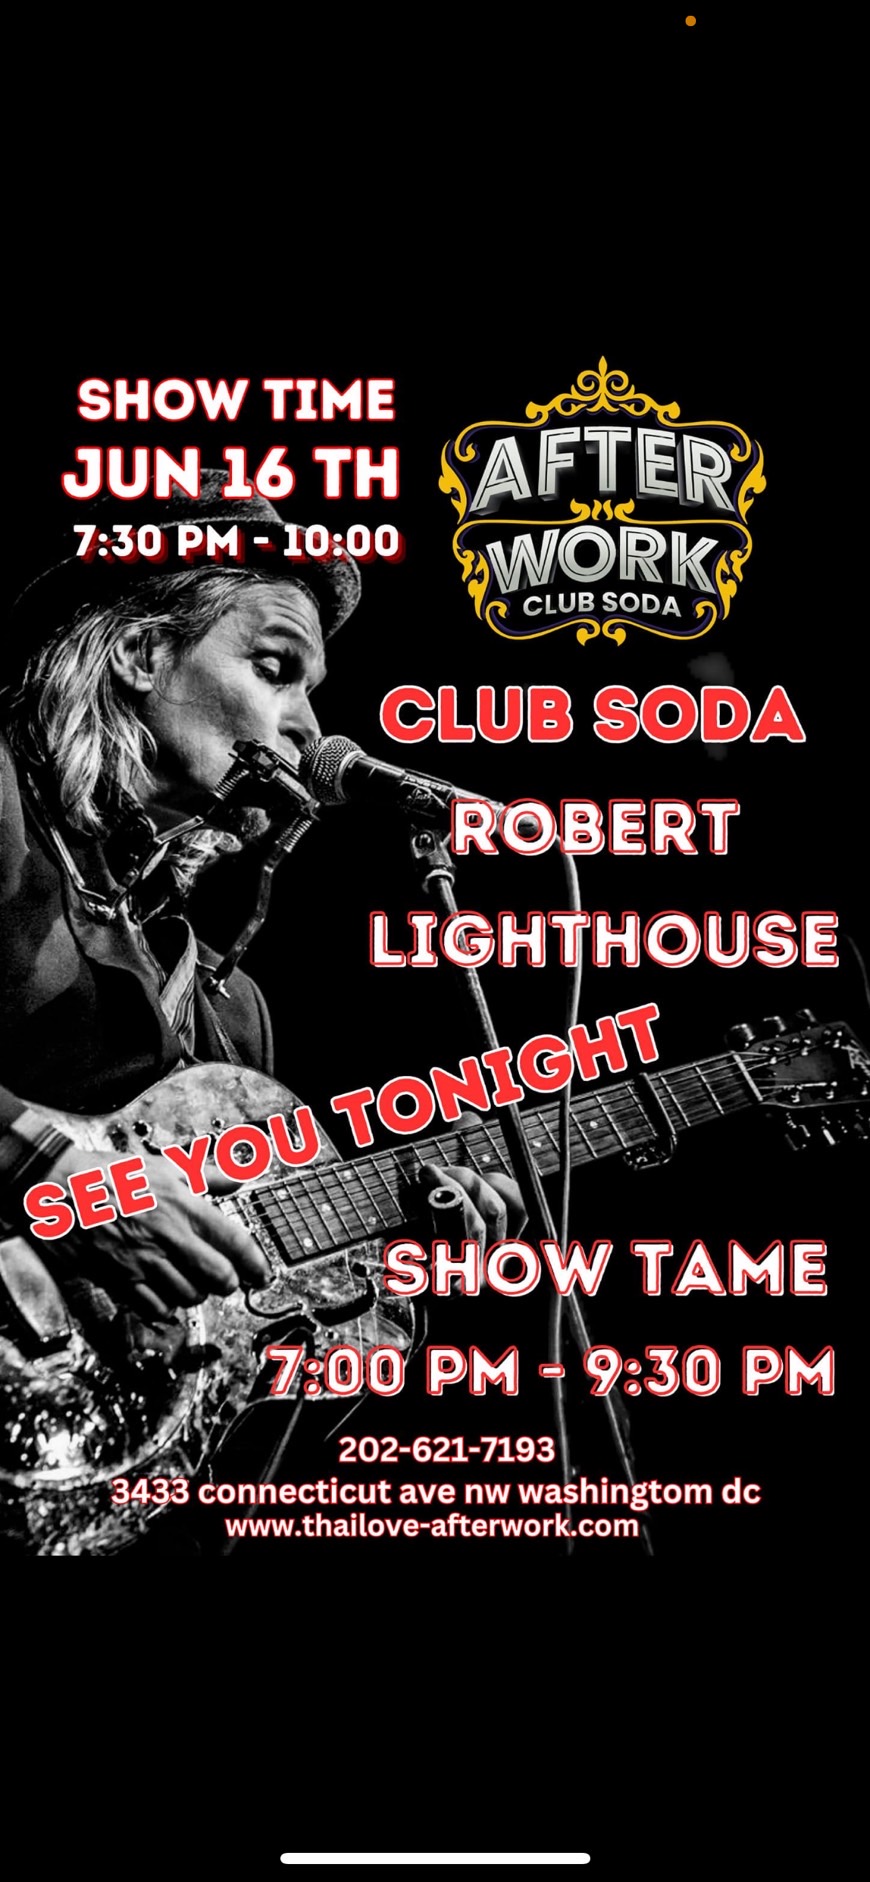 SHOW TIME
JUN 16 TH
7:30 PM - 10:00
AFTER
WORK
CLUB SODA
CLUB SODA
ROBERT
LIGHTHOUSE
SEE YOU TONIGHT
SHOW TAME
7:00 PM - 9:30 PM
202-621-7193
3433 connecticut ave nw washingtom dc
www.thailove-afterwork.com